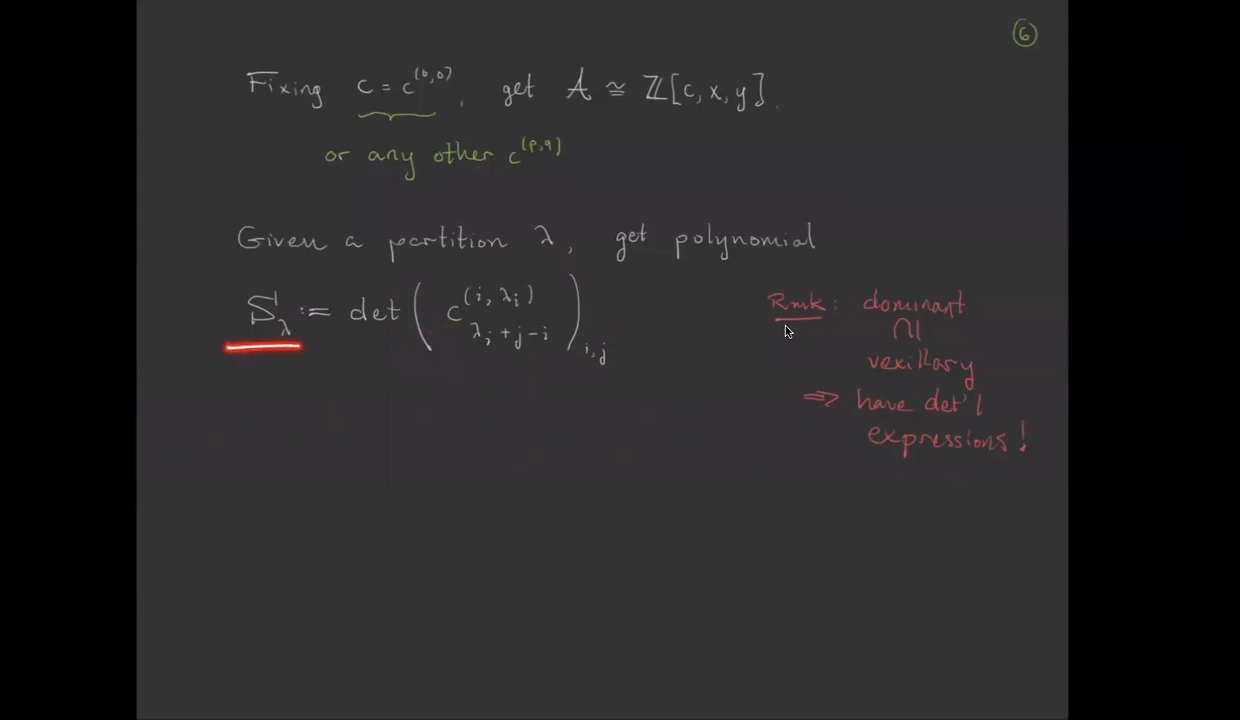 6
Fixing c = c^{(0,0)}, get A ≅ ℤ[c, x, y].
or any other c^{(p,q)}
Given a partition λ, get polynomial
S_λ := det ( c^{(i, λ_i)}_{λ_i + j - i} )_{i,j}
Rmk: dominant
∩|
vexillary
⇒ have det'l
expressions!